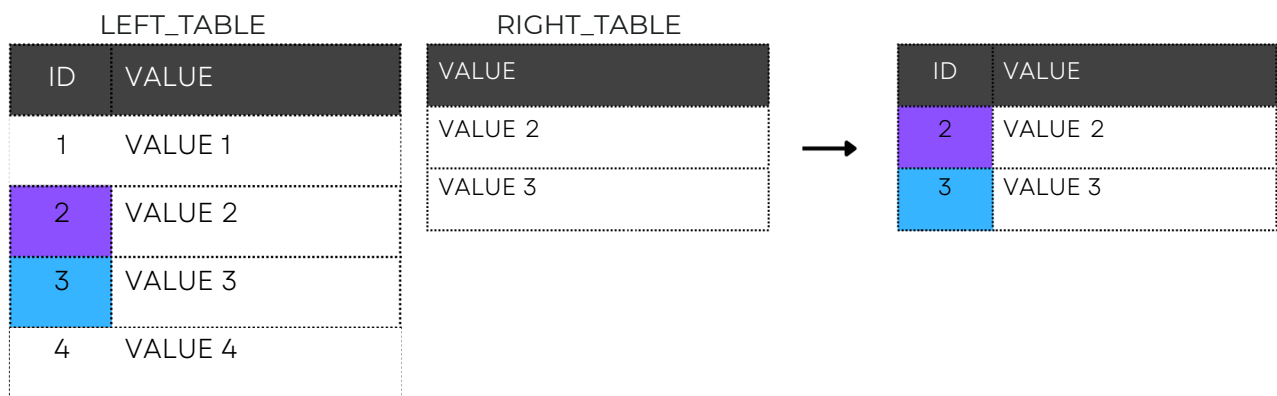 LEFT_TABLE
ID VALUE
1 VALUE 1
2 VALUE 2
3 VALUE 3
4 VALUE 4
RIGHT_TABLE
VALUE
VALUE 2
VALUE 3
ID VALUE
2 VALUE 2
3 VALUE 3